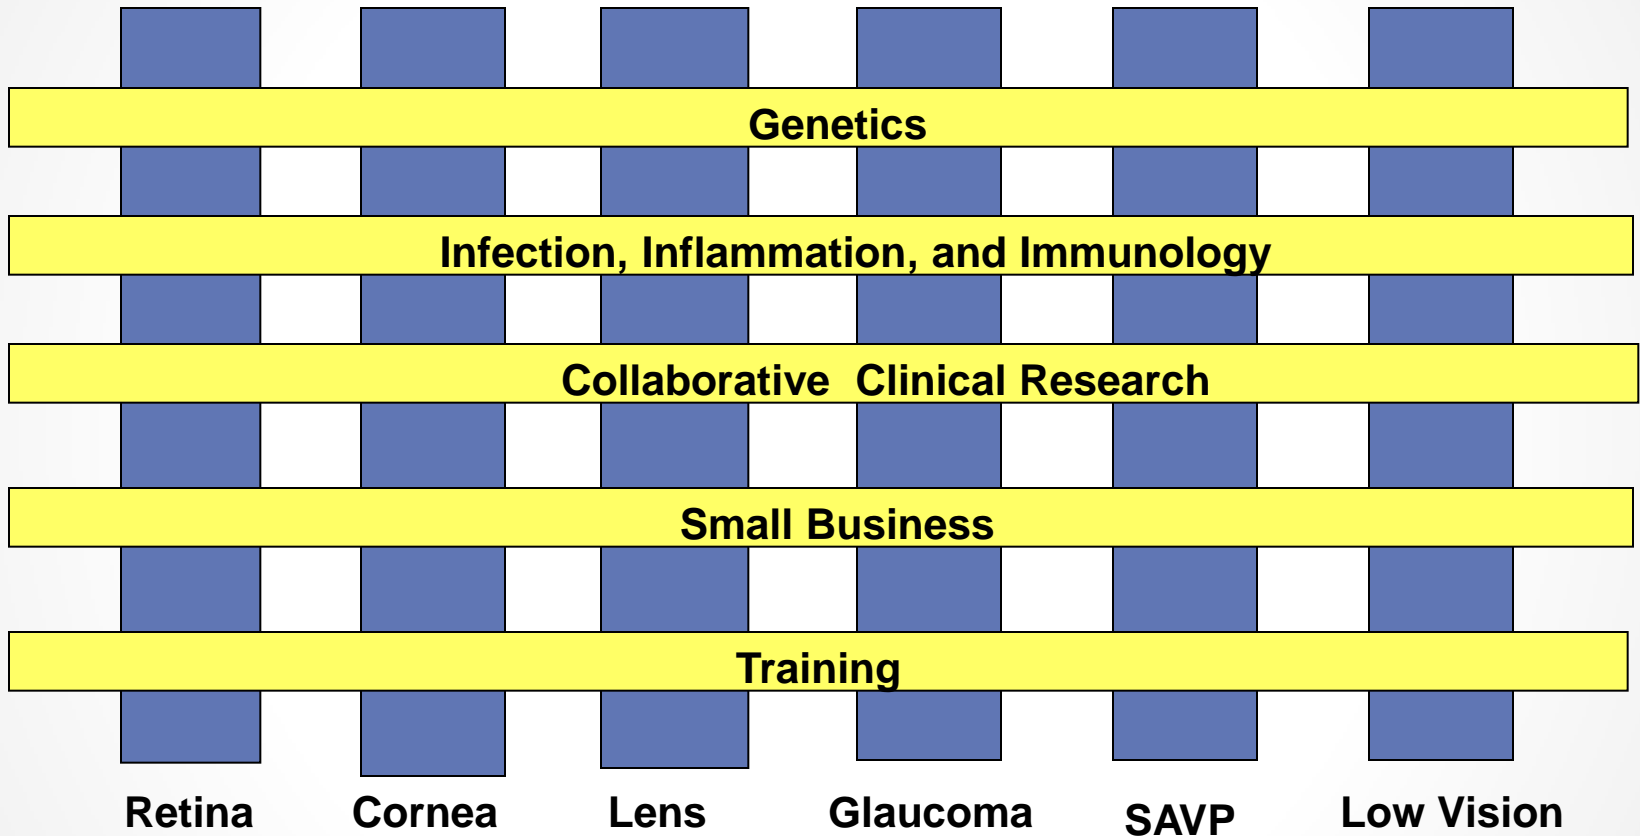 Genetics
Infection, Inflammation, and Immunology
Collaborative  Clinical Research
Small Business
Training
Retina Cornea Lens Glaucoma SAVP Low Vision